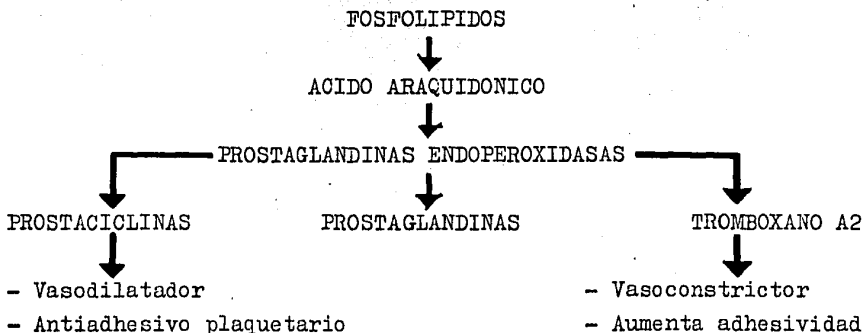 FOSFOLIPIDOS
ACIDO ARAQUIDONICO
PROSTAGLANDINAS ENDOPEROXIDASAS
PROSTACICLINAS PROSTAGLANDINAS TROMBOXANO A2
- Vasodilatador - Vasoconstrictor
- Antiadhesivo plaquetario - Aumenta adhesividad